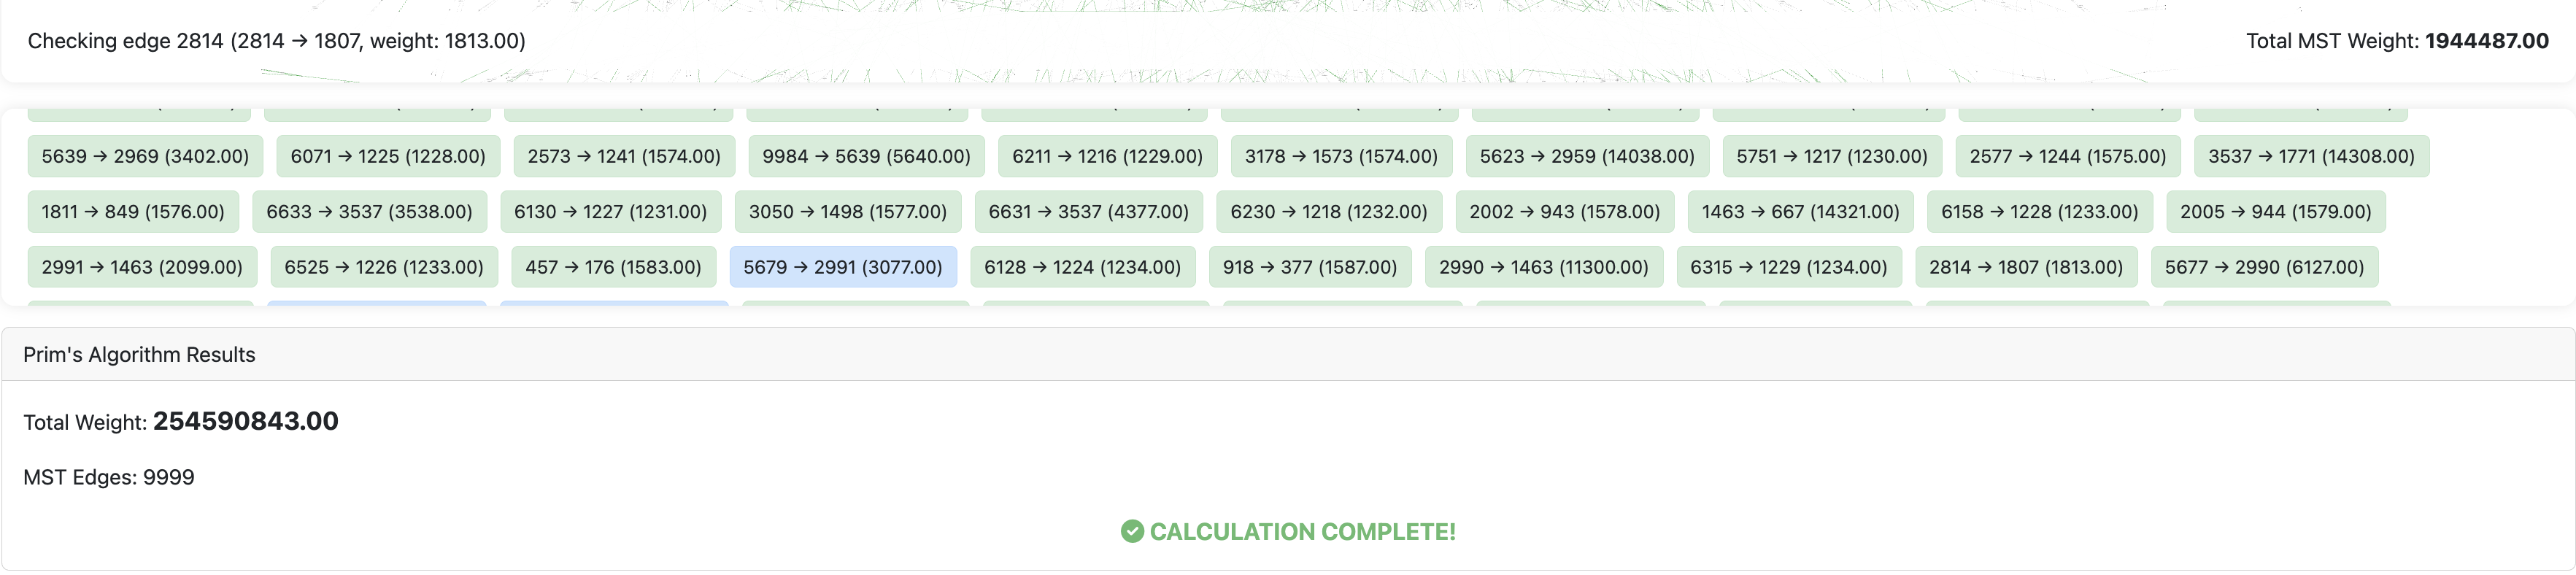 Checking edge 2814 (2814 → 1807, weight: 1813.00) Total MST Weight: 1944487.00
5639 → 2969 (3402.00) 6071 → 1225 (1228.00) 2573 → 1241 (1574.00) 9984 → 5639 (5640.00) 6211 → 1216 (1229.00) 3178 → 1573 (1574.00) 5623 → 2959 (14038.00) 5751 → 1217 (1230.00) 2577 → 1244 (1575.00) 3537 → 1771 (14308.00)
1811 → 849 (1576.00) 6633 → 3537 (3538.00) 6130 → 1227 (1231.00) 3050 → 1498 (1577.00) 6631 → 3537 (4377.00) 6230 → 1218 (1232.00) 2002 → 943 (1578.00) 1463 → 667 (14321.00) 6158 → 1228 (1233.00) 2005 → 944 (1579.00)
2991 → 1463 (2099.00) 6525 → 1226 (1233.00) 457 → 176 (1583.00) 5679 → 2991 (3077.00) 6128 → 1224 (1234.00) 918 → 377 (1587.00) 2990 → 1463 (11300.00) 6315 → 1229 (1234.00) 2814 → 1807 (1813.00) 5677 → 2990 (6127.00)
Prim's Algorithm Results
Total Weight: 254590843.00
MST Edges: 9999
CALCULATION COMPLETE!